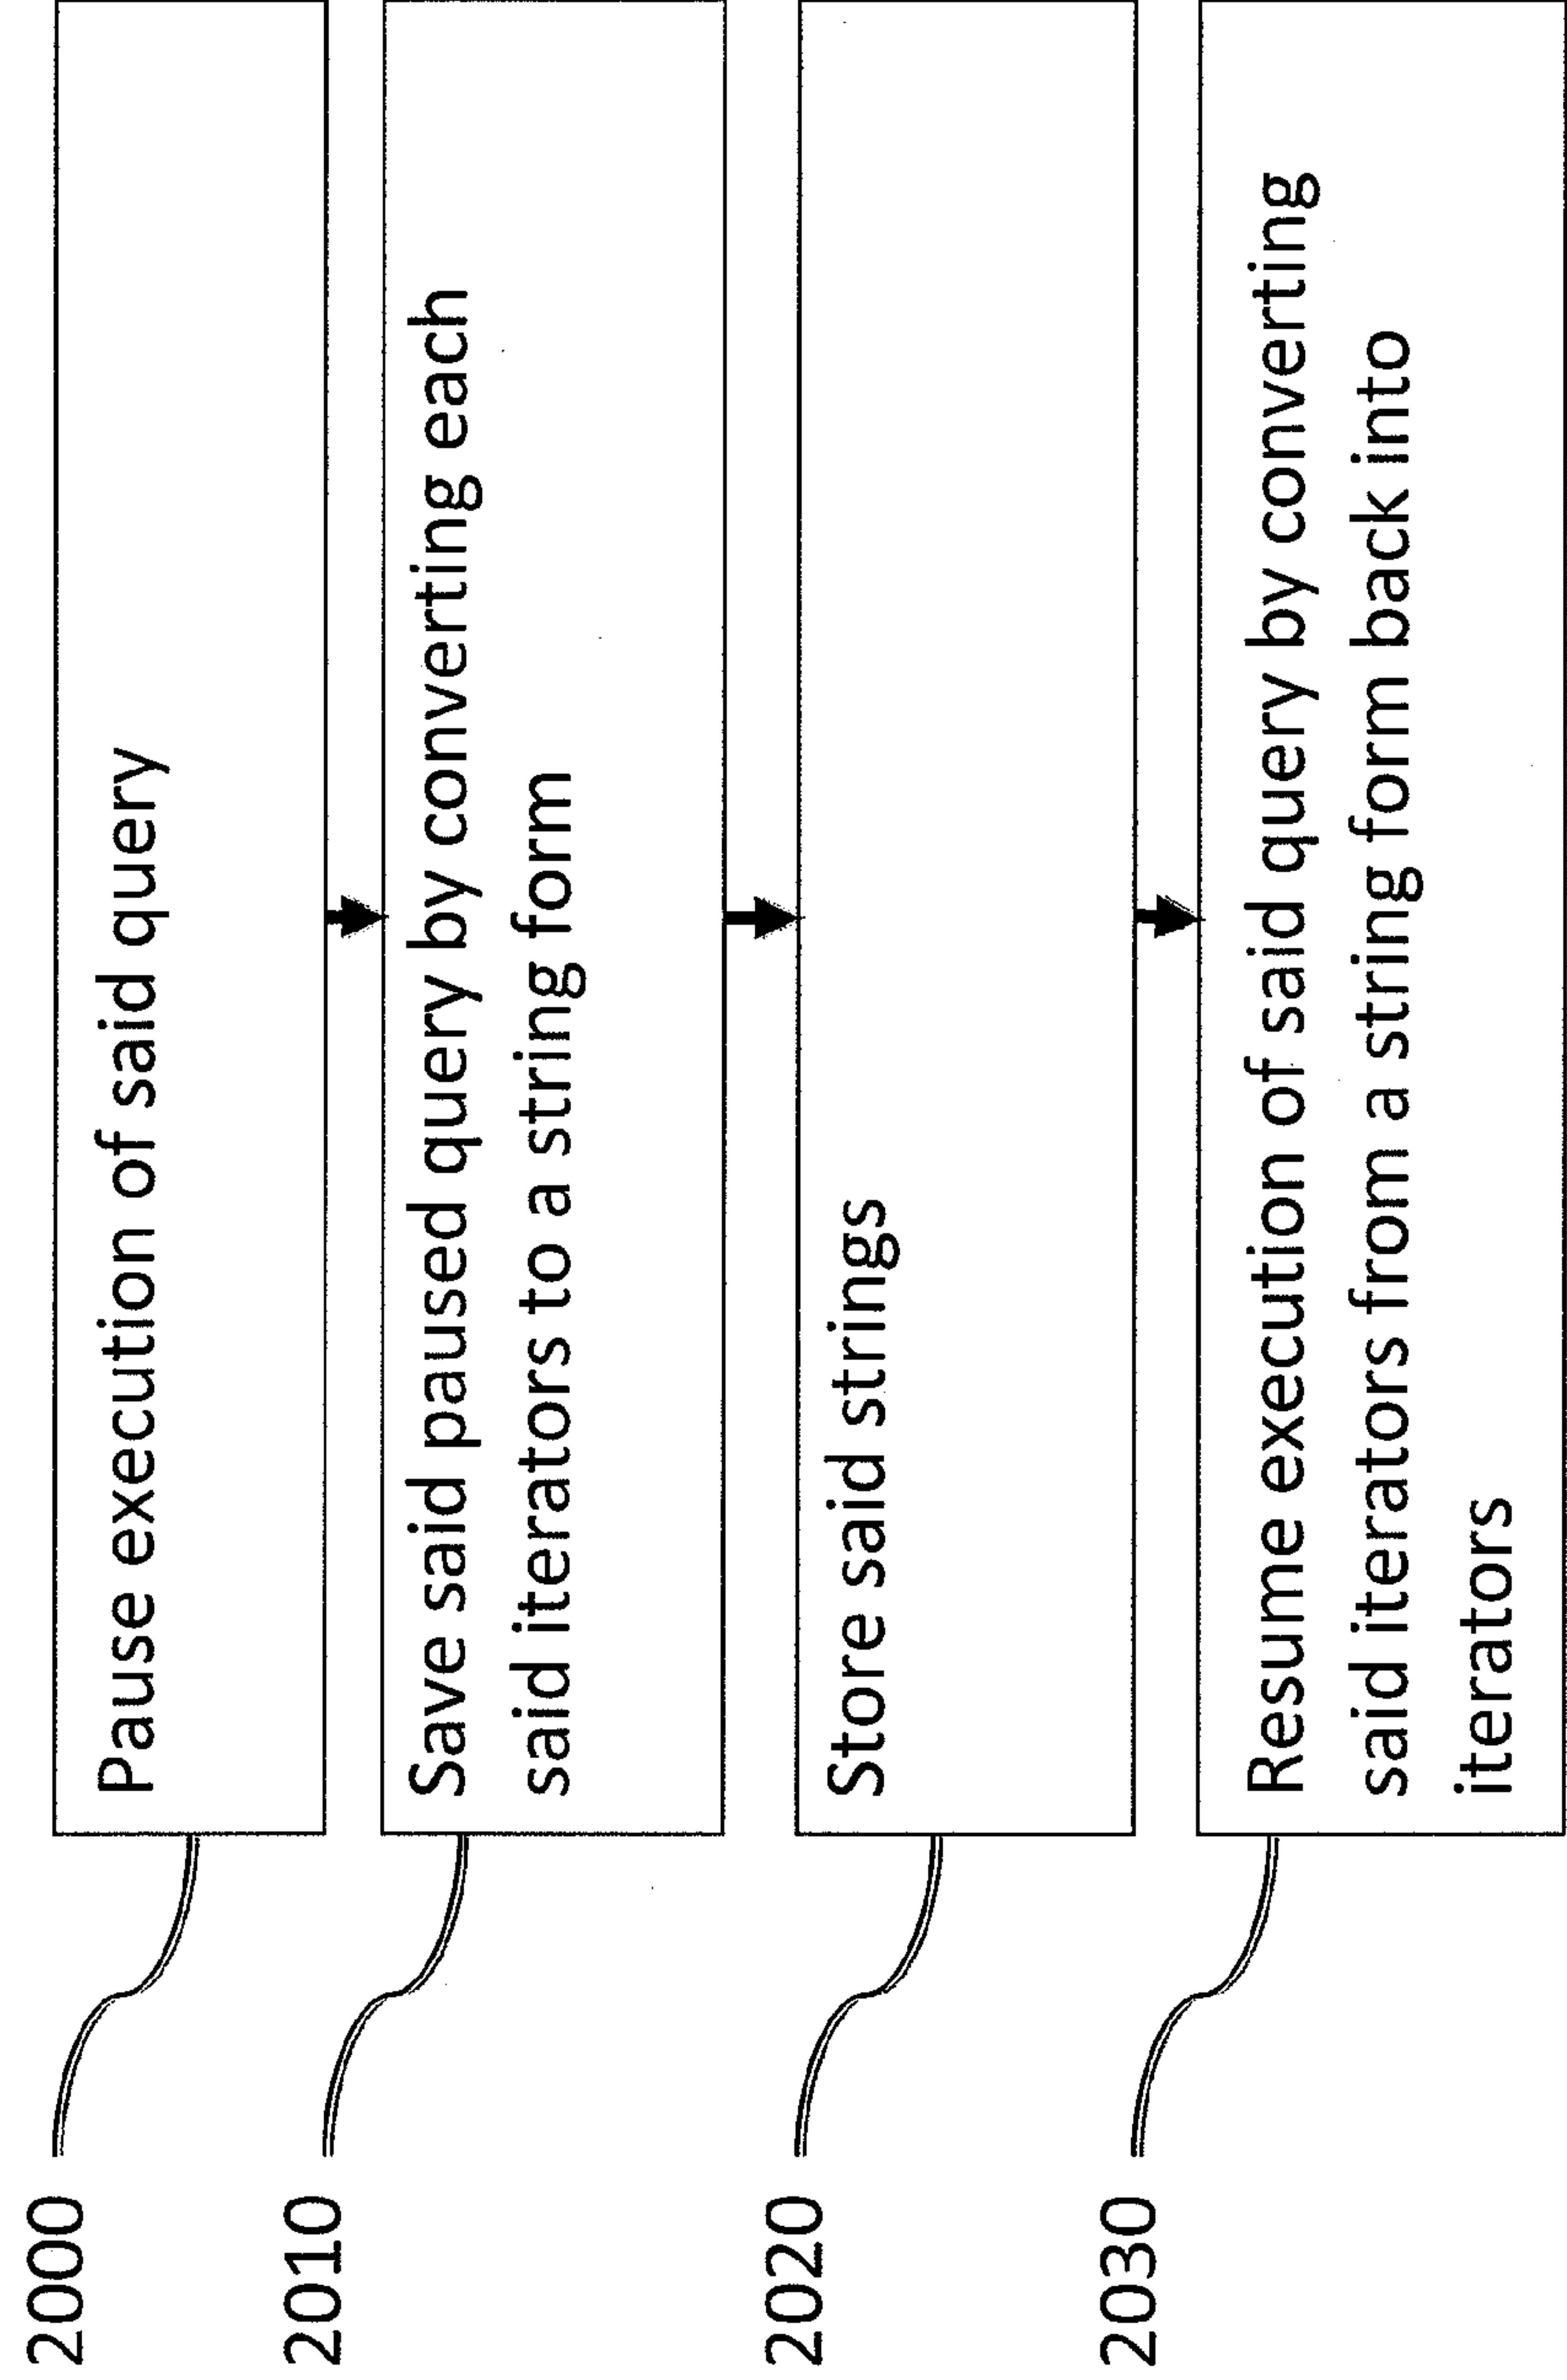 2000
Pause execution of said query
2010
Save said paused query by converting each
said iterators to a string form
2020
Store said strings
2030
Resume execution of said query by converting
said iterators from a string form back into
iterators